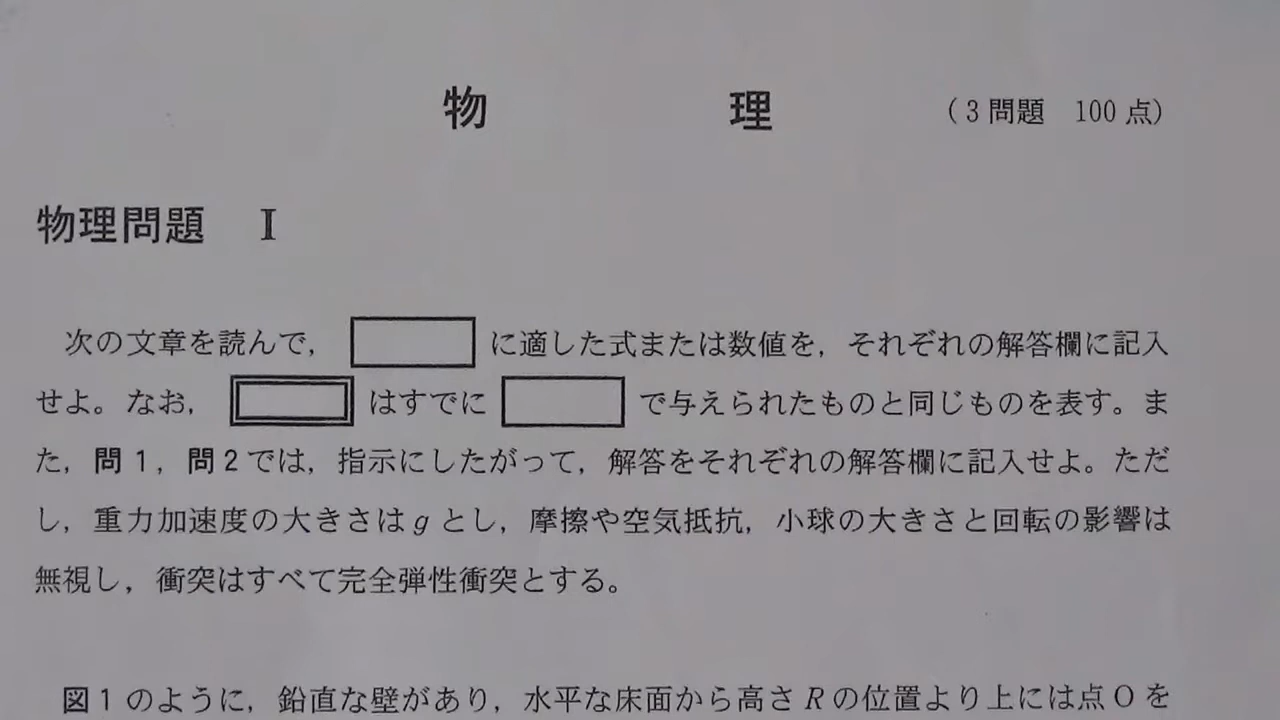 物　理　(3問題　100点)
物理問題　Ⅰ
次の文章を読んで，　　に適した式または数値を，それぞれの解答欄に記入
せよ。なお，　　はすでに　　で与えられたものと同じものを表す。ま
た，問1，問2では，指示にしたがって，解答をそれぞれの解答欄に記入せよ。ただ
し，重力加速度の大きさはgとし，摩擦や空気抵抗，小球の大きさと回転の影響は
無視し，衝突はすべて完全弾性衝突とする。
図1のように，鉛直な壁があり，水平な床面から高さRの位置より上には点Oを